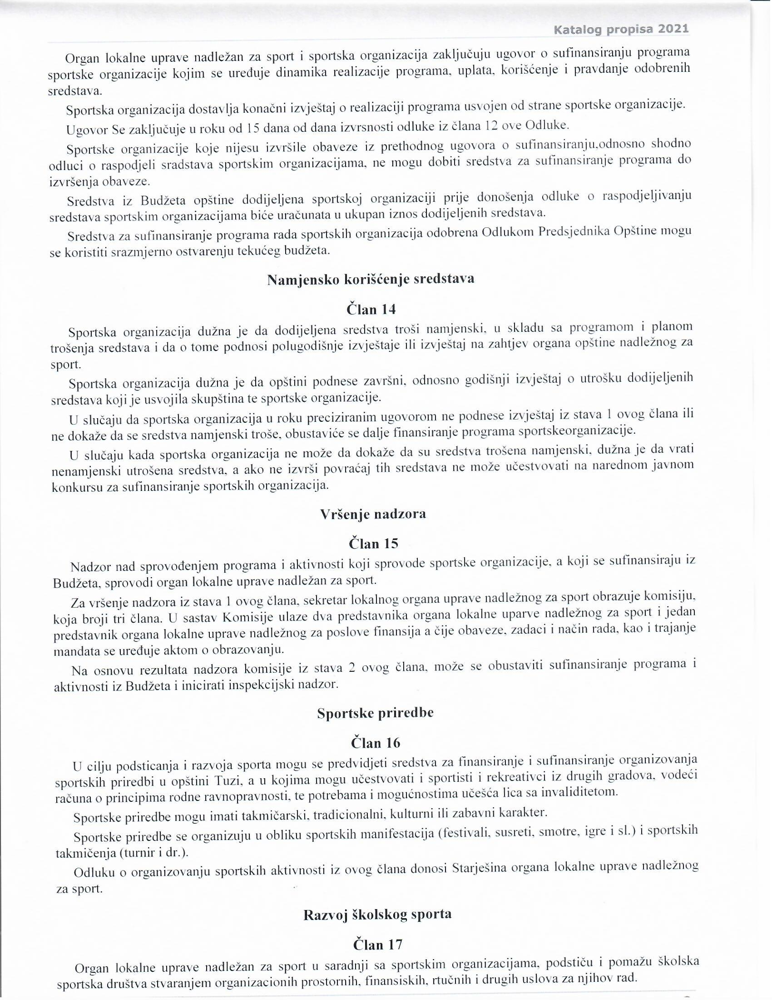 Katalog propisa 2021
Organ lokalne uprave nadležan za sport i sportska organizacija zaključuju ugovor o sufinansiranju programa
sportske organizacije kojim se uređuje dinamika realizacije programa, uplata, korišćenje i pravdanje odobrenih
sredstava.
Sportska organizacija dostavlja konačni izvještaj o realizaciji programa usvojen od strane sportske organizacije.
Ugovor Se zaključuje u roku od 15 dana od dana izvrsnosti odluke iz člana 12 ove Odluke.
Sportske organizacije koje nijesu izvršile obaveze iz prethodnog ugovora o sufinansiranju,odnosno shodno
odluci o raspodjeli sradstava sportskim organizacijama, ne mogu dobiti sredstva za sufinansiranje programa do
izvršenja obaveze.
Sredstva iz Budžeta opštine dodijeljena sportskoj organizaciji prije donošenja odluke o raspodjeljivanju
sredstava sportskim organizacijama biće uračunata u ukupan iznos dodijeljenih sredstava.
Sredstva za sufinansiranje programa rada sportskih organizacija odobrena Odlukom Predsjednika Opštine mogu
se koristiti srazmjerno ostvarenju tekućeg budžeta.
Namjensko korišćenje sredstava
Član 14
Sportska organizacija dužna je da dodijeljena sredstva troši namjenski, u skladu sa programom i planom
trošenja sredstava i da o tome podnosi polugodišnje izvještaje ili izvještaj na zahtjev organa opštine nadležnog za
sport.
Sportska organizacija dužna je da opštini podnese završni, odnosno godišnji izvještaj o utrošku dodijeljenih
sredstava koji je usvojila skupština te sportske organizacije.
U slučaju da sportska organizacija u roku preciziranim ugovorom ne podnese izvještaj iz stava 1 ovog člana ili
ne dokaže da se sredstva namjenski troše, obustaviće se dalje finansiranje programa sportskeorganizacije.
U slučaju kada sportska organizacija ne može da dokaže da su sredstva trošena namjenski, dužna je da vrati
nenamjenski utrošena sredstva, a ako ne izvrši povraćaj tih sredstava ne može učestvovati na narednom javnom
konkursu za sufinansiranje sportskih organizacija.
Vršenje nadzora
Član 15
Nadzor nad sprovođenjem programa i aktivnosti koji sprovode sportske organizacije, a koji se sufinansiraju iz
Budžeta, sprovodi organ lokalne uprave nadležan za sport.
Za vršenje nadzora iz stava 1 ovog člana, sekretar lokalnog organa uprave nadležnog za sport obrazuje komisiju,
koja broji tri člana. U sastav Komisije ulaze dva predstavnika organa lokalne uparve nadležnog za sport i jedan
predstavnik organa lokalne uprave nadležnog za poslove finansija a čije obaveze, zadaci i način rada, kao i trajanje
mandata se uređuje aktom o obrazovanju.
Na osnovu rezultata nadzora komisije iz stava 2 ovog člana, može se obustaviti sufinansiranje programa i
aktivnosti iz Budžeta i inicirati inspekcijski nadzor.
Sportske priredbe
Član 16
U cilju podsticanja i razvoja sporta mogu se predvidjeti sredstva za finansiranje i sufinansiranje organizovanja
sportskih priredbi u opštini Tuzi, a u kojima mogu učestvovati i sportisti i rekreativci iz drugih gradova, vodeći
računa o principima rodne ravnopravnosti, te potrebama i mogućnostima učešća lica sa invaliditetom.
Sportske priredbe mogu imati takmičarski, tradicionalni, kulturni ili zabavni karakter.
Sportske priredbe se organizuju u obliku sportskih manifestacija (festivali, susreti, smotre, igre i sl.) i sportskih
takmičenja (turnir i dr.).
Odluku o organizovanju sportskih aktivnosti iz ovog člana donosi Starješina organa lokalne uprave nadležnog
za sport.
Razvoj školskog sporta
Član 17
Organ lokalne uprave nadležan za sport u saradnji sa sportskim organizacijama, podstiču i pomažu školska
sportska društva stvaranjem organizacionih prostornih, finansiskih, rtučnih i drugih uslova za njihov rad.